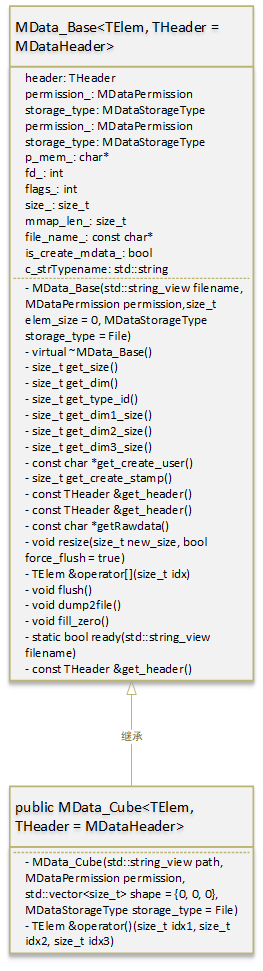 MData_Base<TElem, THeader =
MDataHeader>
header: THeader
permission_: MDataPermission
storage_type: MDataStorageType
permission_: MDataPermission
storage_type: MDataStorageType
p_mem_: char*
fd_: int
flags_: int
size_: size_t
mmap_len_: size_t
file_name_: const char*
is_create_mdata_: bool
c_strTypename: std::string
- MData_Base(std::string_view filename,
MDataPermission permission,size_t
elem_size = 0, MDataStorageType
storage_type = File)
- virtual ~MData_Base()
- size_t get_size()
- size_t get_dim()
- size_t get_type_id()
- size_t get_dim1_size()
- size_t get_dim2_size()
- size_t get_dim3_size()
- const char *get_create_user()
- size_t get_create_stamp()
- const THeader &get_header()
- const THeader &get_header()
- const char *getRawdata()
- void resize(size_t new_size, bool
force_flush = true)
- TElem &operator[](size_t idx)
- void flush()
- void dump2file()
- void fill_zero()
- static bool ready(std::string_view
filename)
- const THeader &get_header()
继承
public MData_Cube<TElem,
THeader = MDataHeader>
- MData_Cube(std::string_view path,
MDataPermission permission,
std::vector<size_t> shape = {0, 0, 0},
MDataStorageType storage_type = File)
- TElem &operator()(size_t idx1, size_t
idx2, size_t idx3)